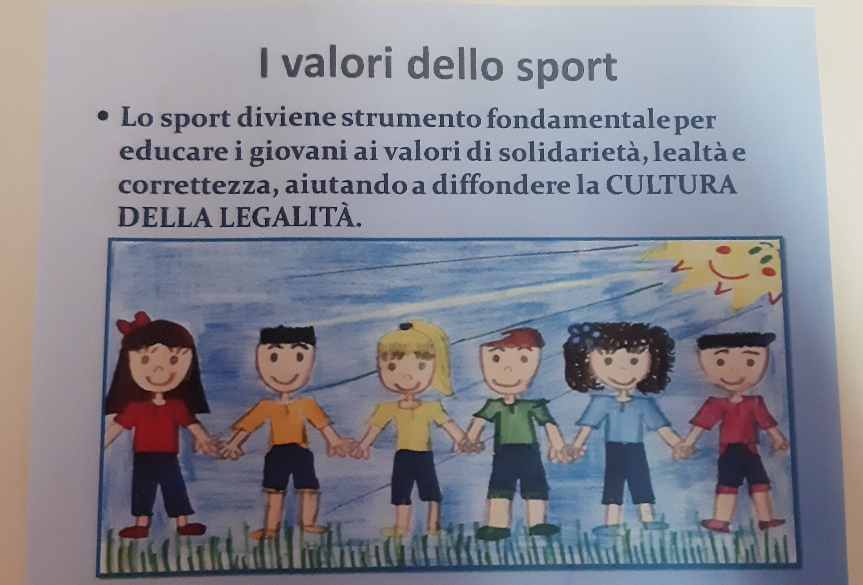 I valori dello sport
• Lo sport diviene strumento fondamentale per
educare i giovani ai valori di solidarietà, lealtà e
correttezza, aiutando a diffondere la CULTURA
DELLA LEGALITÀ.